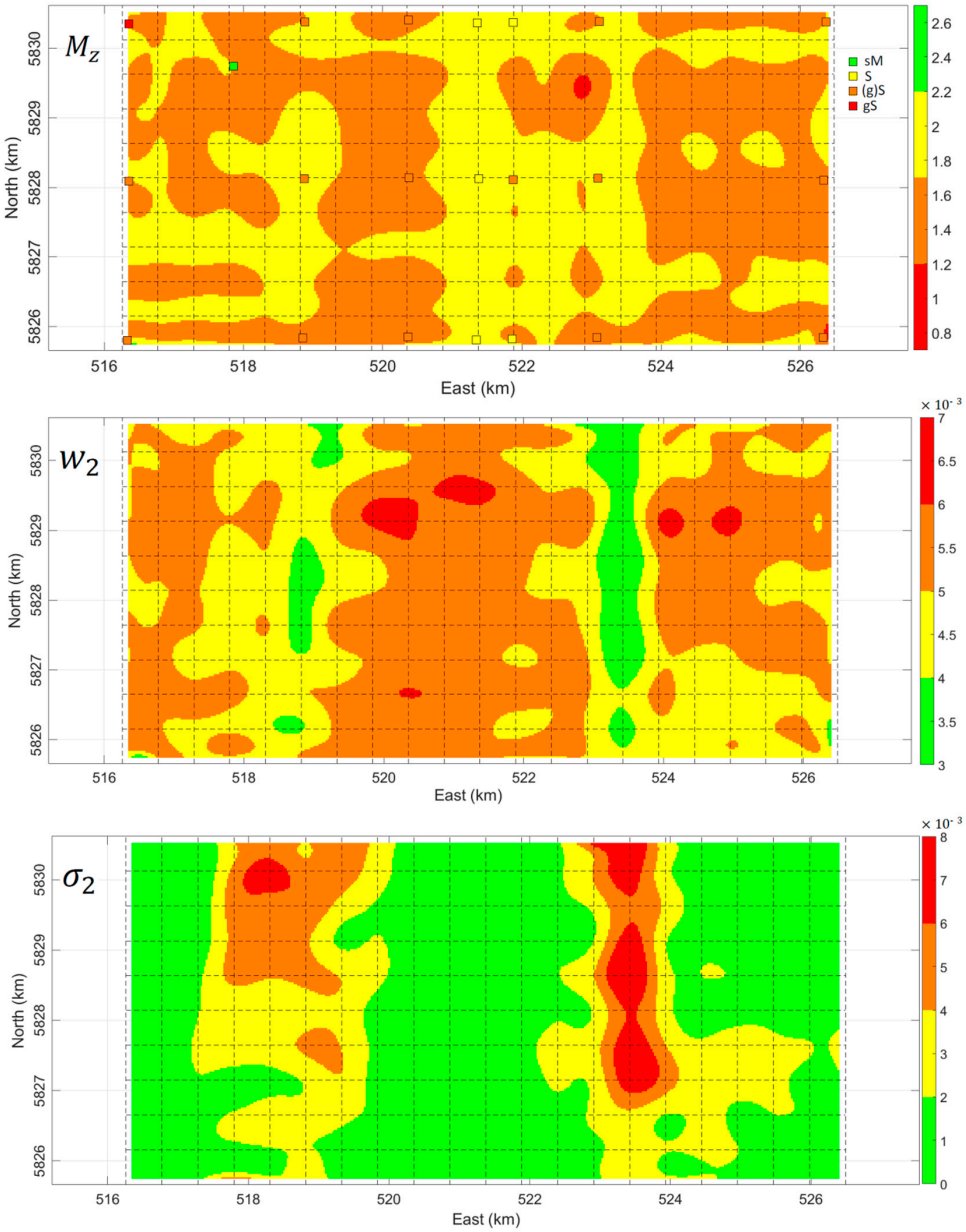 M_z
5830
5829
5828
5827
5826
North (km)
516 518 520 522 524 526
East (km)
sM
S
(g)S
gS
2.6
2.4
2.2
2
1.8
1.6
1.4
1.2
1
0.8
w_2
5830
5829
5828
5827
5826
North (km)
516 518 520 522 524 526
East (km)
× 10^-3
7
6.5
6
5.5
5
4.5
4
3.5
3
σ_2
5830
5829
5828
5827
5826
North (km)
516 518 520 522 524 526
East (km)
× 10^-3
8
7
6
5
4
3
2
1
0